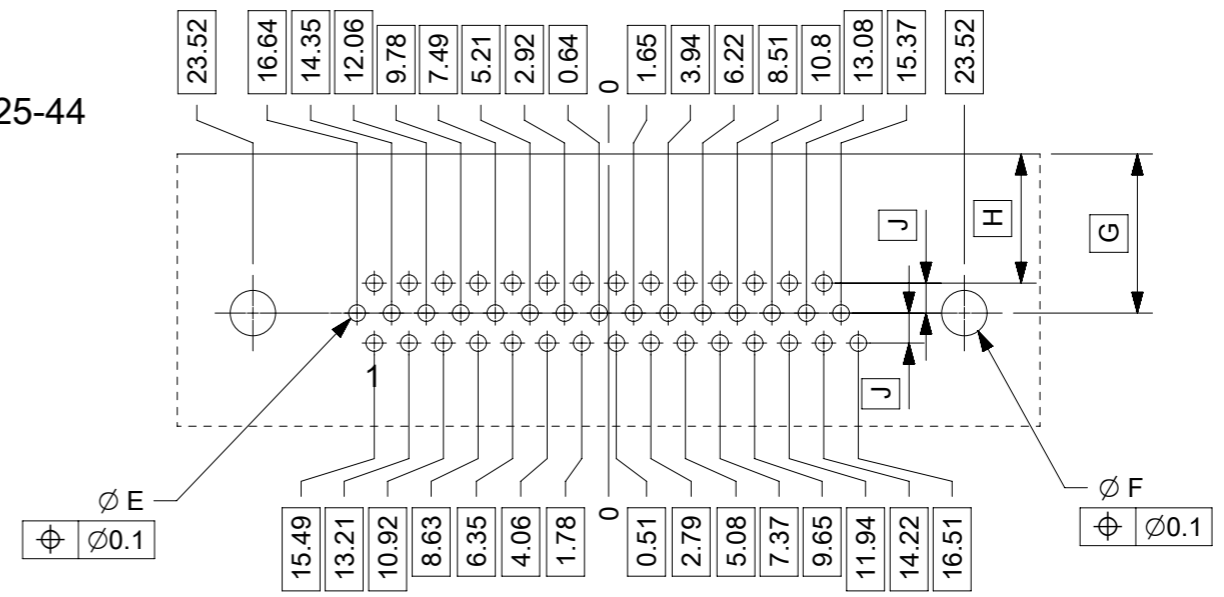 23.52 16.64 14.35 12.06 9.78 7.49 5.21 2.92 0.64 0 1.65 3.94 6.22 8.51 10.8 13.08 15.37 23.52
25-44
H
G
J
1
J
Ø E
⌖ Ø0.1
Ø F
⌖ Ø0.1
15.49 13.21 10.92 8.63 6.35 4.06 1.78 0 0.51 2.79 5.08 7.37 9.65 11.94 14.22 16.51